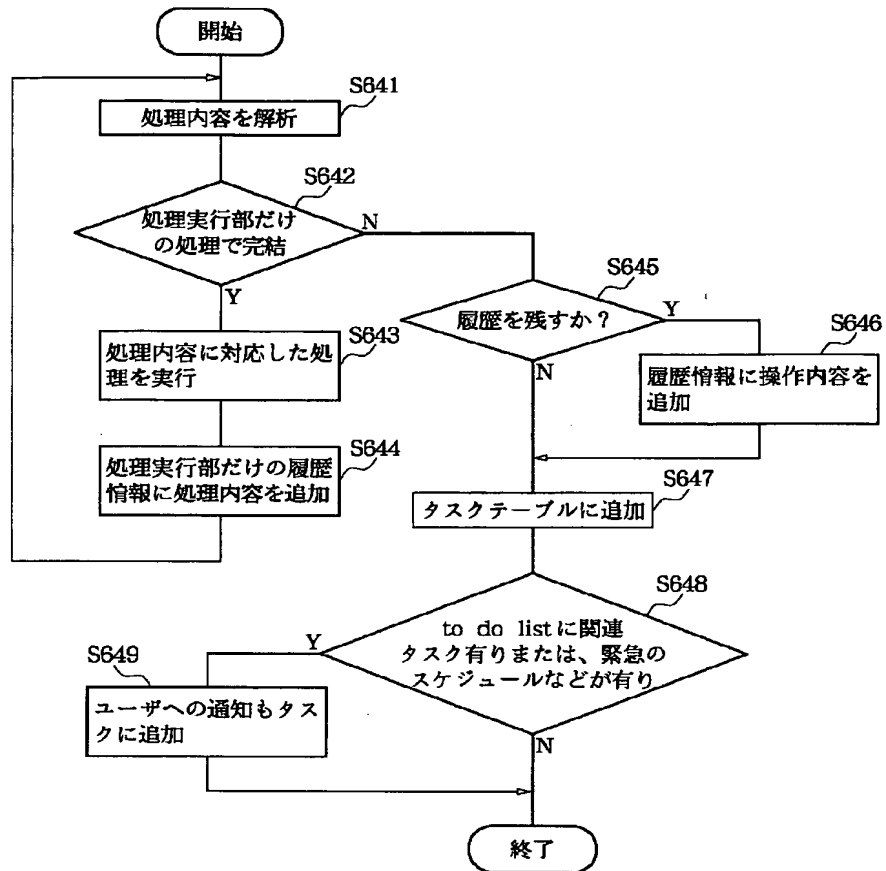 開始
S641
処理内容を解析
S642
処理実行部だけ
の処理で完結
N
Y
S643
処理内容に対応した処
理を実行
S644
処理実行部だけの履歴
情報に処理内容を追加
S645
履歴を残すか?
Y
N
S646
履歴情報に操作内容を
追加
S647
タスクテーブルに追加
S648
to do listに関連
タスク有りまたは、緊急の
スケジュールなどが有り
Y
N
S649
ユーザへの通知もタス
クに追加
終了